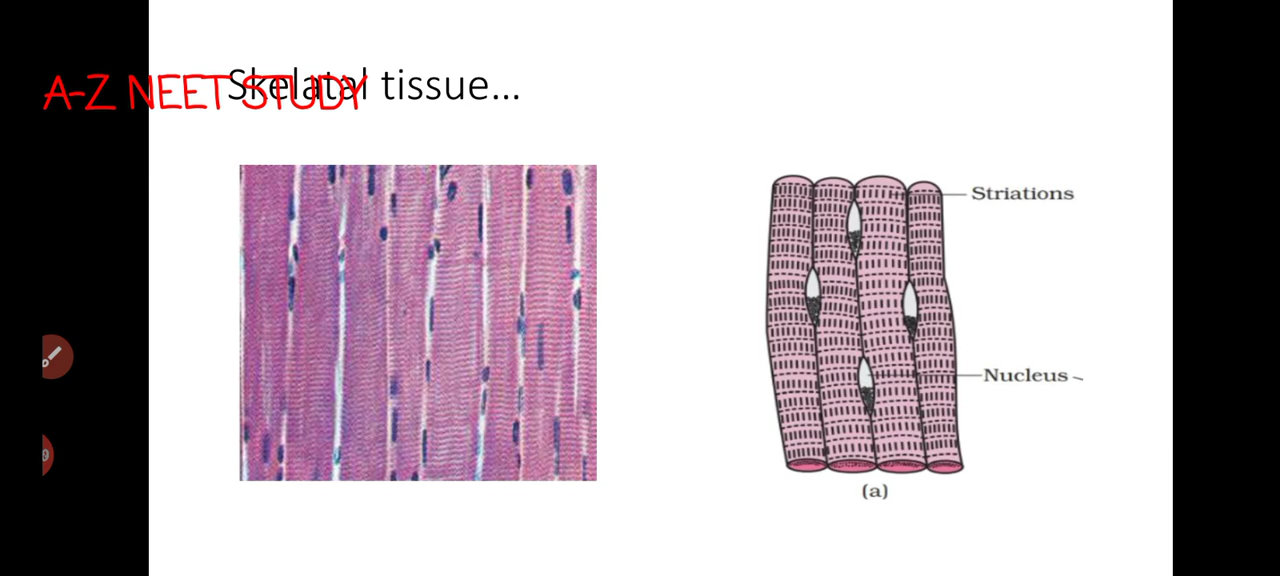 A-Z NEET STUDY
Skelatal tissue...
Striations
Nucleus
(a)